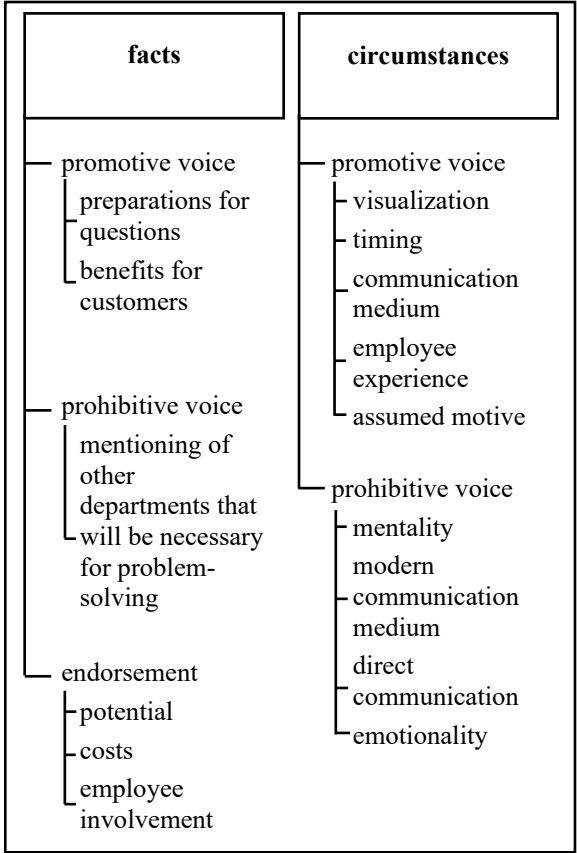 facts
promotive voice
preparations for
questions
benefits for
customers
prohibitive voice
mentioning of
other
departments that
will be necessary
for problem-
solving
endorsement
potential
costs
employee
involvement
circumstances
promotive voice
visualization
timing
communication
medium
employee
experience
assumed motive
prohibitive voice
mentality
modern
communication
medium
direct
communication
emotionality